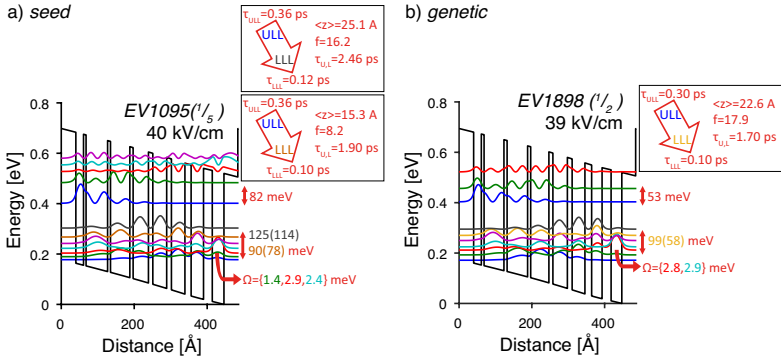 a) seed
τULL=0.36 ps
ULL
LLL
τLLL=0.12 ps
<z>=25.1 A
f=16.2
τU,L=2.46 ps
τULL=0.36 ps
ULL
LLL
τLLL=0.10 ps
<z>=15.3 A
f=8.2
τU,L=1.90 ps
EV1095(1/5)
40 kV/cm
Energy [eV]
0.8
0.6
0.4
0.2
0
82 meV
125(114)
90(78) meV
Ω={1.4,2.9,2.4} meV
0
200
400
Distance [Å]
b) genetic
τULL=0.30 ps
ULL
LLL
τLLL=0.10 ps
<z>=22.6 A
f=17.9
τU,L=1.70 ps
EV1898 (1/2)
39 kV/cm
Energy [eV]
0.8
0.6
0.4
0.2
0
53 meV
99(58) meV
Ω={2.8,2.9} meV
0
200
400
Distance [Å]